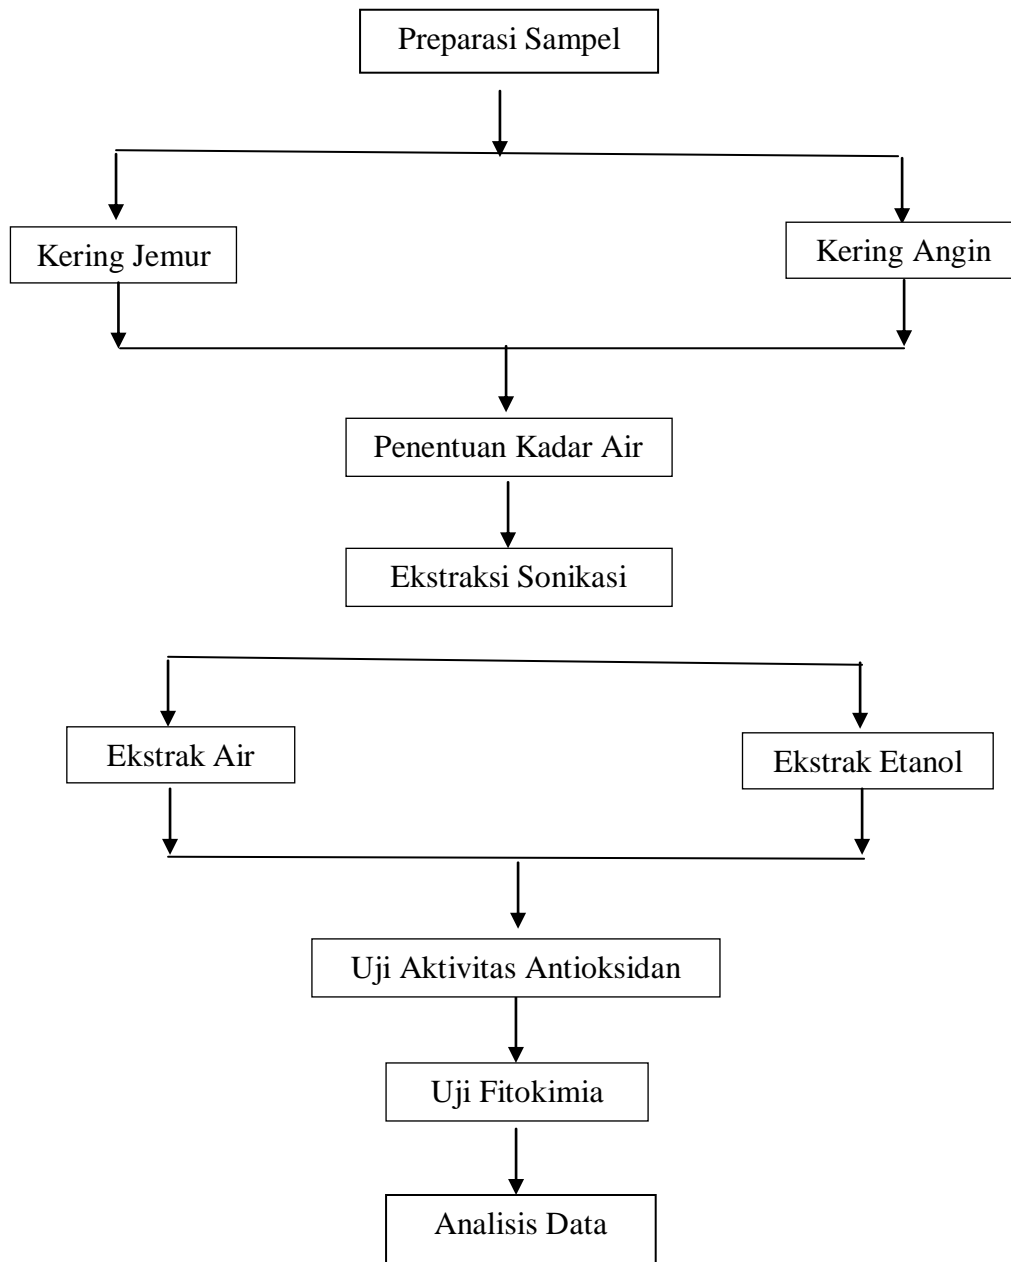 Preparasi Sampel
Kering Jemur
Kering Angin
Penentuan Kadar Air
Ekstraksi Sonikasi
Ekstrak Air
Ekstrak Etanol
Uji Aktivitas Antioksidan
Uji Fitokimia
Analisis Data